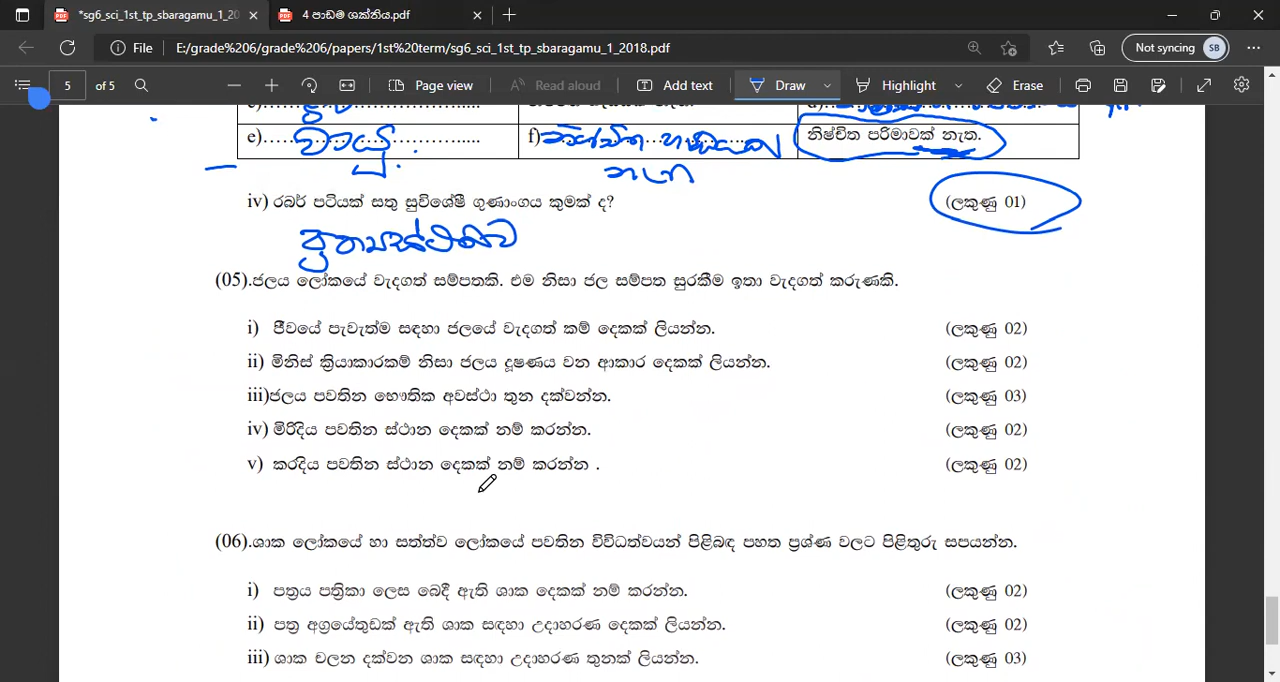 *sg6_sci_1st_tp_sbaragamu_1_20
4 පාඩම ශක්තිය.pdf
File
E:/grade%206/grade%206/papers/1st%20term/sg6_sci_1st_tp_sbaragamu_1_2018.pdf
Not syncing
SB
5 of 5
Page view
Read aloud
Add text
Draw
Highlight
Erase
e)...... වායු ...... f) නිශ්චිත හැඩයක් නිෂ්චිත පරිමාවක් නැත.
නැත
iv) රබර් පටියක් සතු සුවිශේෂී ගුණාංගය කුමක් ද? (ලකුණු 01)
ප්‍රත්‍යස්ථතාව
(05).ජලය ලෝකයේ වැදගත් සම්පතකි. එම නිසා ජල සම්පත සුරකීම ඉතා වැදගත් කරුණකි.
i) ජීවයේ පැවැත්ම සඳහා ජලයේ වැදගත් කම් දෙකක් ලියන්න. (ලකුණු 02)
ii) මිනිස් ක්‍රියාකාරකම් නිසා ජලය දූෂණය වන ආකාර දෙකක් ලියන්න. (ලකුණු 02)
iii)ජලය පවතින භෞතික අවස්ථා තුන දක්වන්න. (ලකුණු 03)
iv) මිරිදිය පවතින ස්ථාන දෙකක් නම් කරන්න. (ලකුණු 02)
v) කරදිය පවතින ස්ථාන දෙකක් නම් කරන්න . (ලකුණු 02)
(06).ශාක ලෝකයේ හා සත්ත්ව ලෝකයේ පවතින විවිධත්වයන් පිළිබඳ පහත ප්‍රශ්ණ වලට පිළිතුරු සපයන්න.
i) පත්‍රය පත්‍රිකා ලෙස බෙදී ඇති ශාක දෙකක් නම් කරන්න. (ලකුණු 02)
ii) පත්‍ර අග්‍රයේතුඩක් ඇති ශාක සඳහා උදාහරණ දෙකක් ලියන්න. (ලකුණු 02)
iii) ශාක චලන දක්වන ශාක සඳහා උදාහරණ තුනක් ලියන්න. (ලකුණු 03)